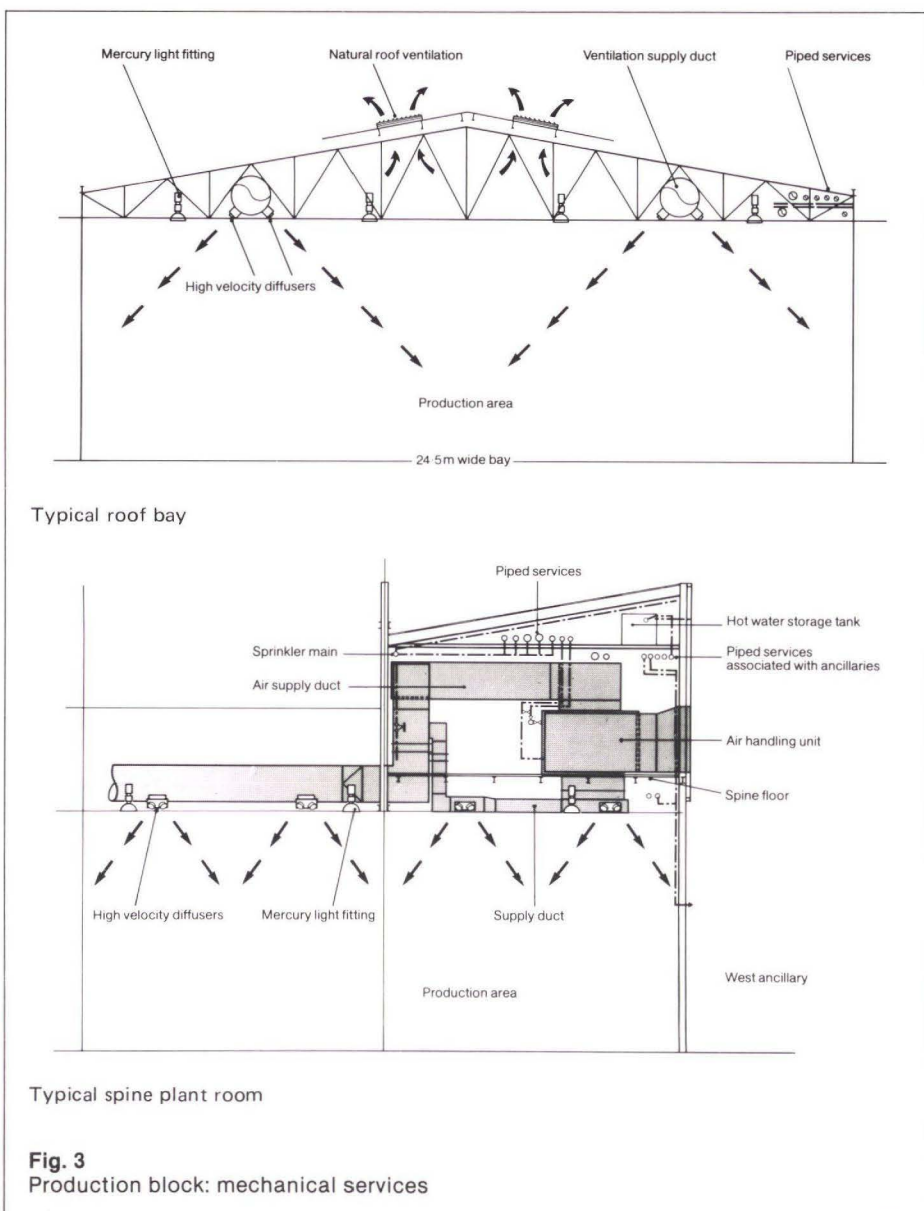 Mercury light fitting
Natural roof ventilation
Ventilation supply duct
Piped services
High velocity diffusers
Production area
24·5m wide bay
Typical roof bay
Piped services
Hot water storage tank
Sprinkler main
Piped services
associated with ancillaries
Air supply duct
Air handling unit
Spine floor
High velocity diffusers
Mercury light fitting
Supply duct
West ancillary
Production area
Typical spine plant room
Fig. 3
Production block: mechanical services